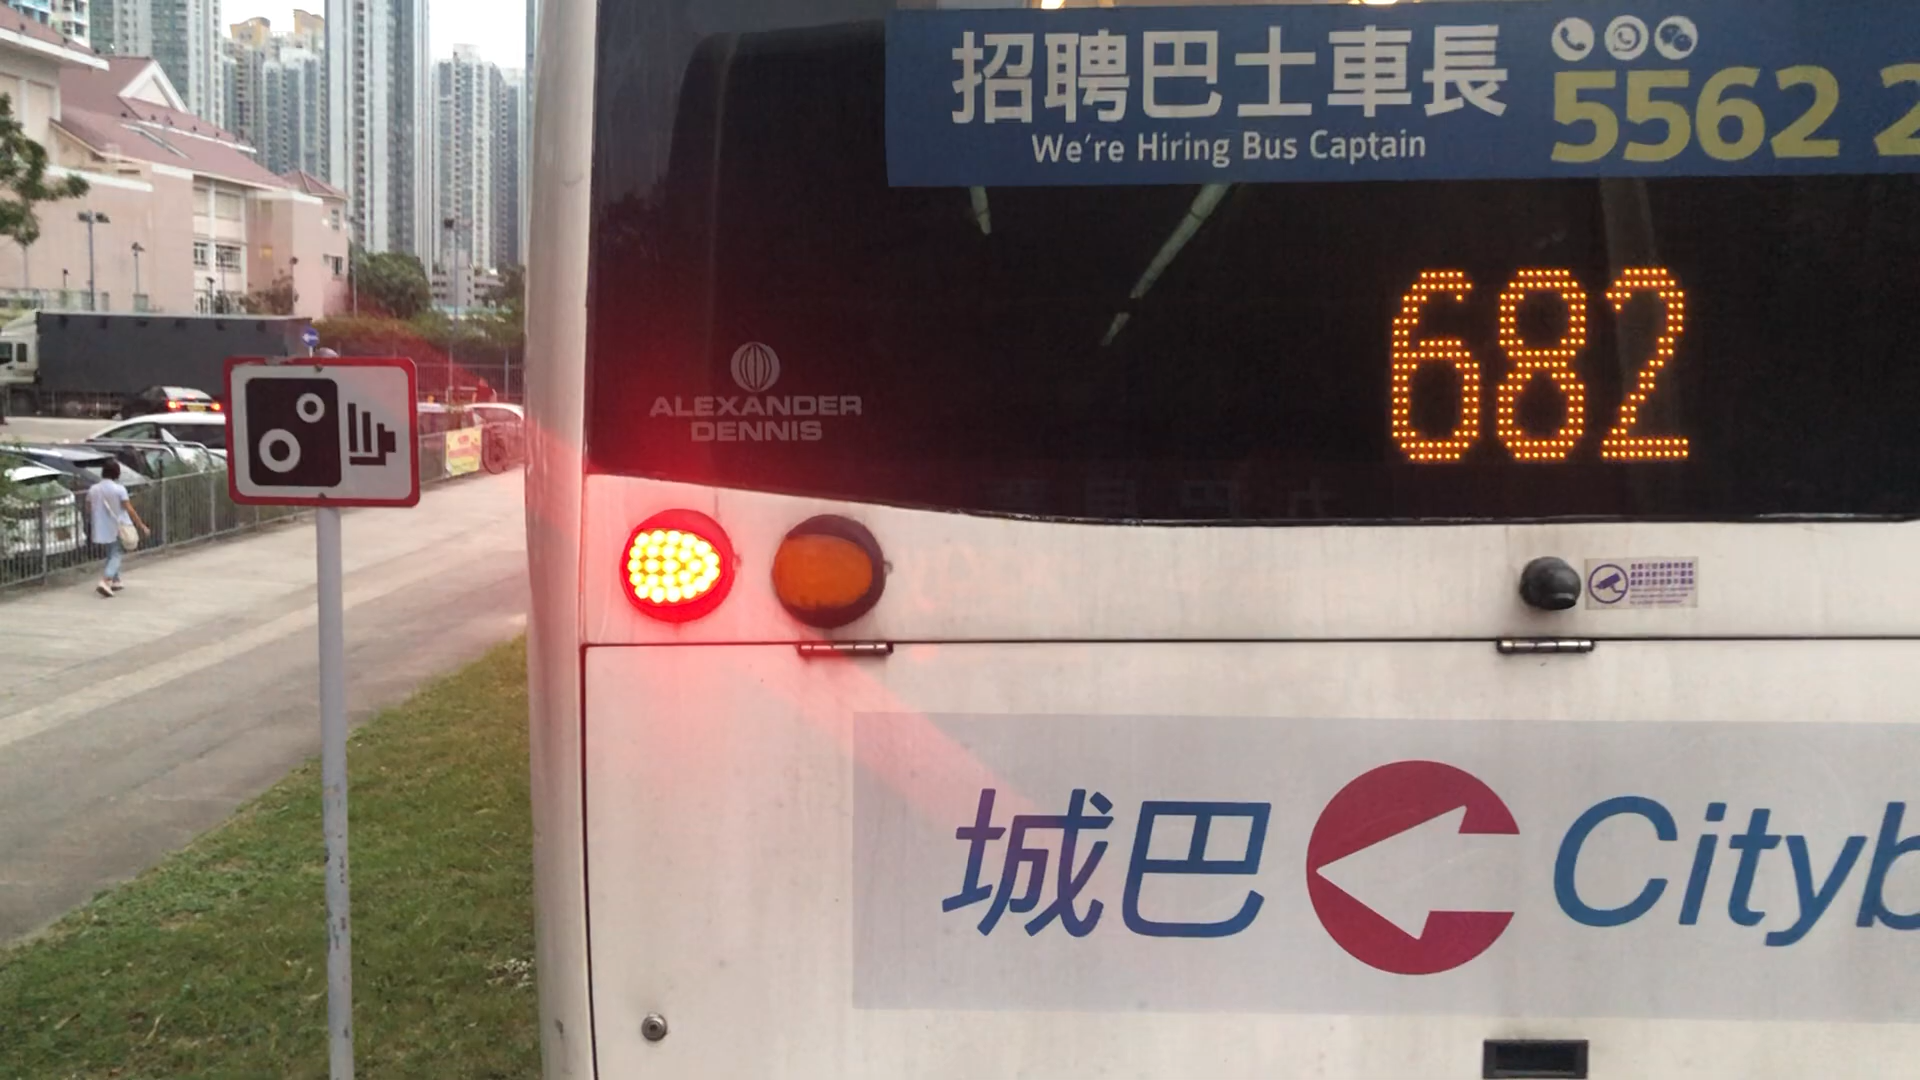 招聘巴士車長
We're Hiring Bus Captain
5562 2
682
ALEXANDER
DENNIS
城巴 Cityb